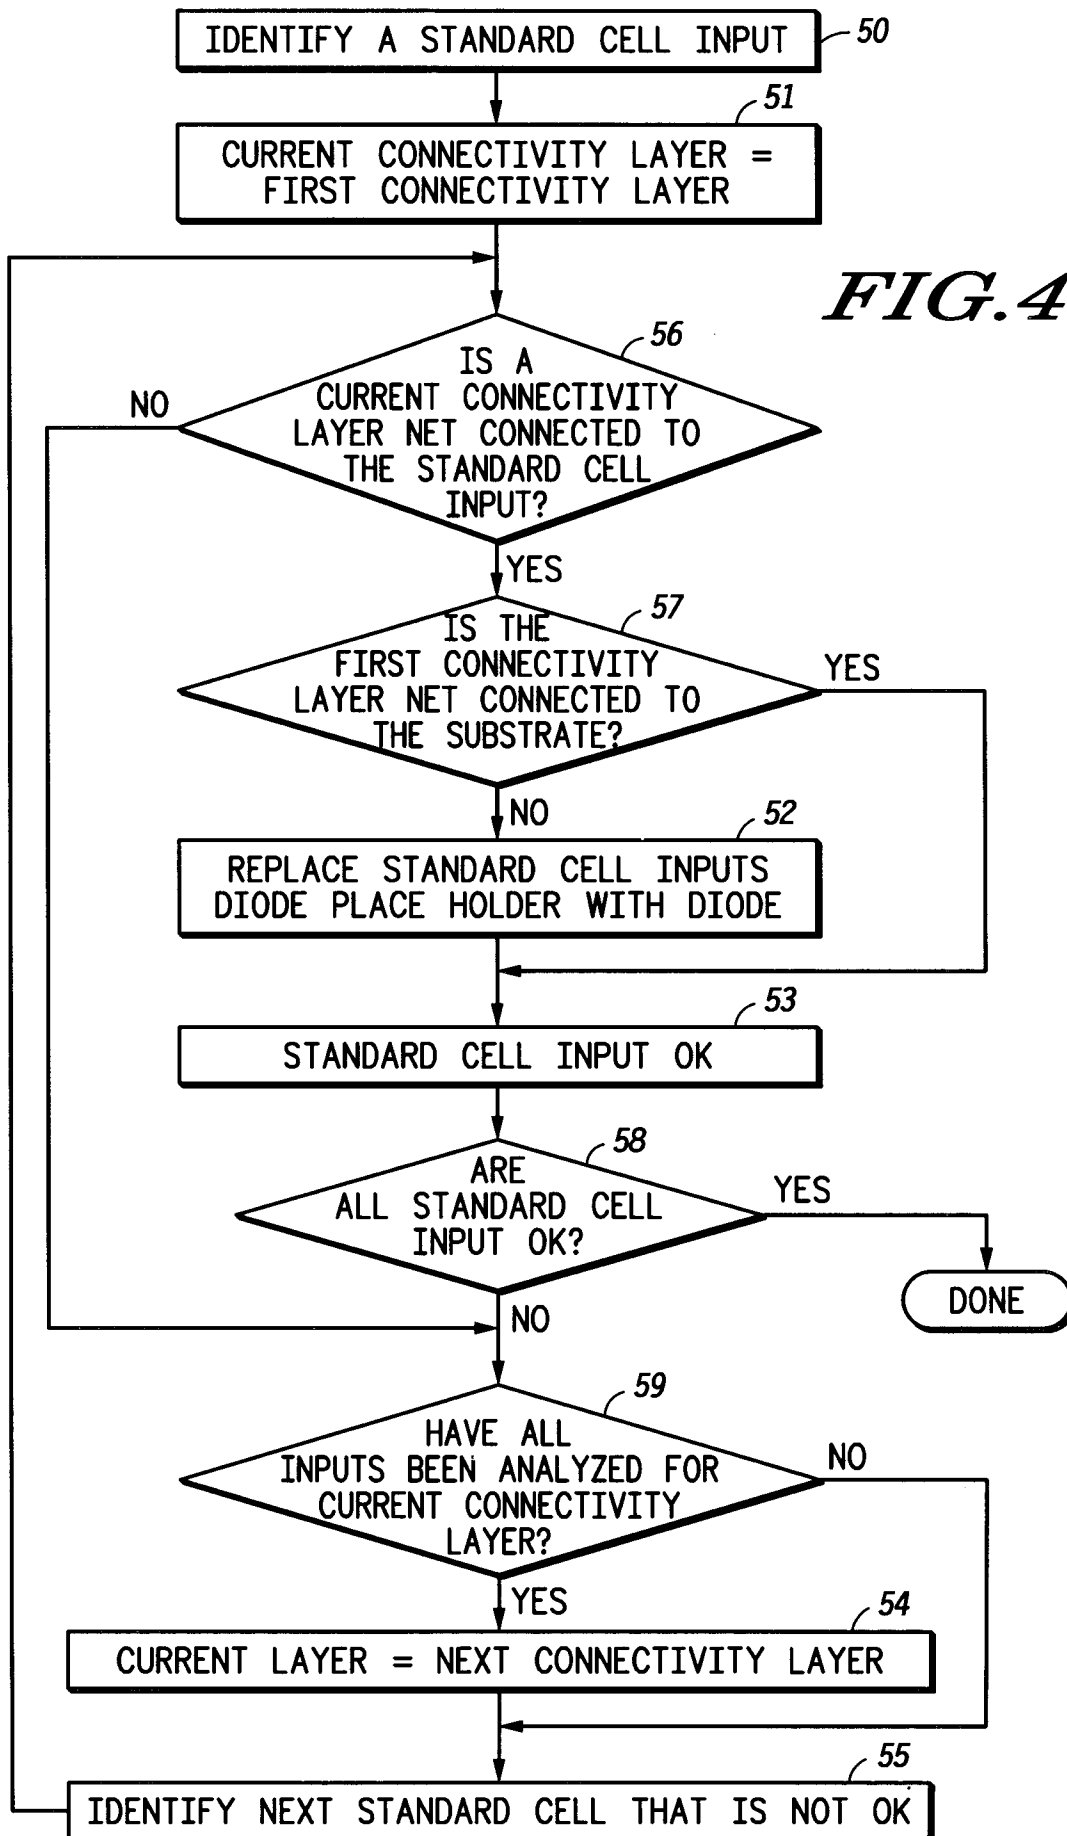 IDENTIFY A STANDARD CELL INPUT
50
51
CURRENT CONNECTIVITY LAYER =
FIRST CONNECTIVITY LAYER
FIG.4
56
IS A
CURRENT CONNECTIVITY
LAYER NET CONNECTED TO
THE STANDARD CELL
INPUT?
NO
YES
57
IS THE
FIRST CONNECTIVITY
LAYER NET CONNECTED TO
THE SUBSTRATE?
YES
NO
52
REPLACE STANDARD CELL INPUTS
DIODE PLACE HOLDER WITH DIODE
53
STANDARD CELL INPUT OK
58
ARE
ALL STANDARD CELL
INPUT OK?
YES
DONE
NO
59
HAVE ALL
INPUTS BEEN ANALYZED FOR
CURRENT CONNECTIVITY
LAYER?
NO
YES
54
CURRENT LAYER = NEXT CONNECTIVITY LAYER
55
IDENTIFY NEXT STANDARD CELL THAT IS NOT OK